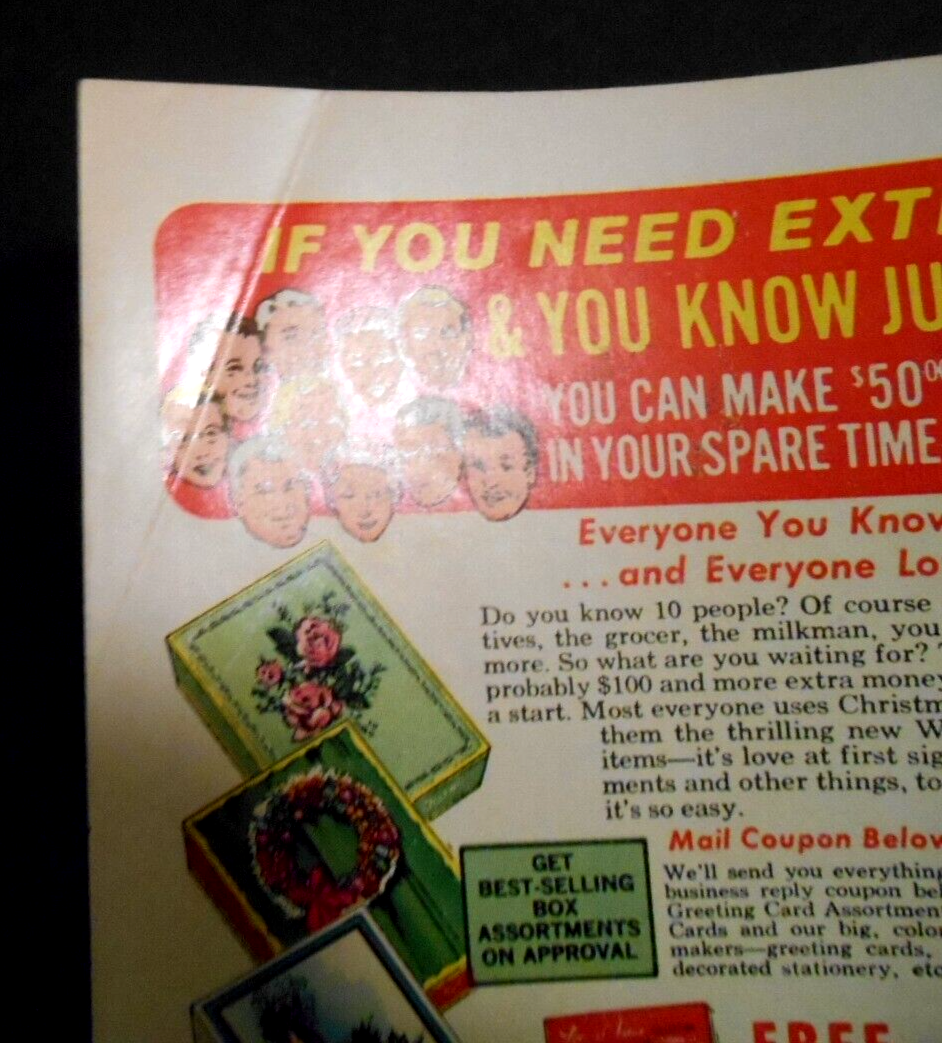 IF YOU NEED EXT
& YOU KNOW JU
YOU CAN MAKE $50.00
IN YOUR SPARE TIME
Everyone You Know
...and Everyone Lo
Do you know 10 people? Of course
tives, the grocer, the milkman, you
more. So what are you waiting for?
probably $100 and more extra money
a start. Most everyone uses Christm
them the thrilling new W
items—it's love at first sig
ments and other things, to
it's so easy.
Mail Coupon Below
GET
BEST-SELLING
BOX
ASSORTMENTS
ON APPROVAL
We'll send you everything
business reply coupon be
Greeting Card Assortmen
Cards and our big, color
makers—greeting cards,
decorated stationery, etc
FREE